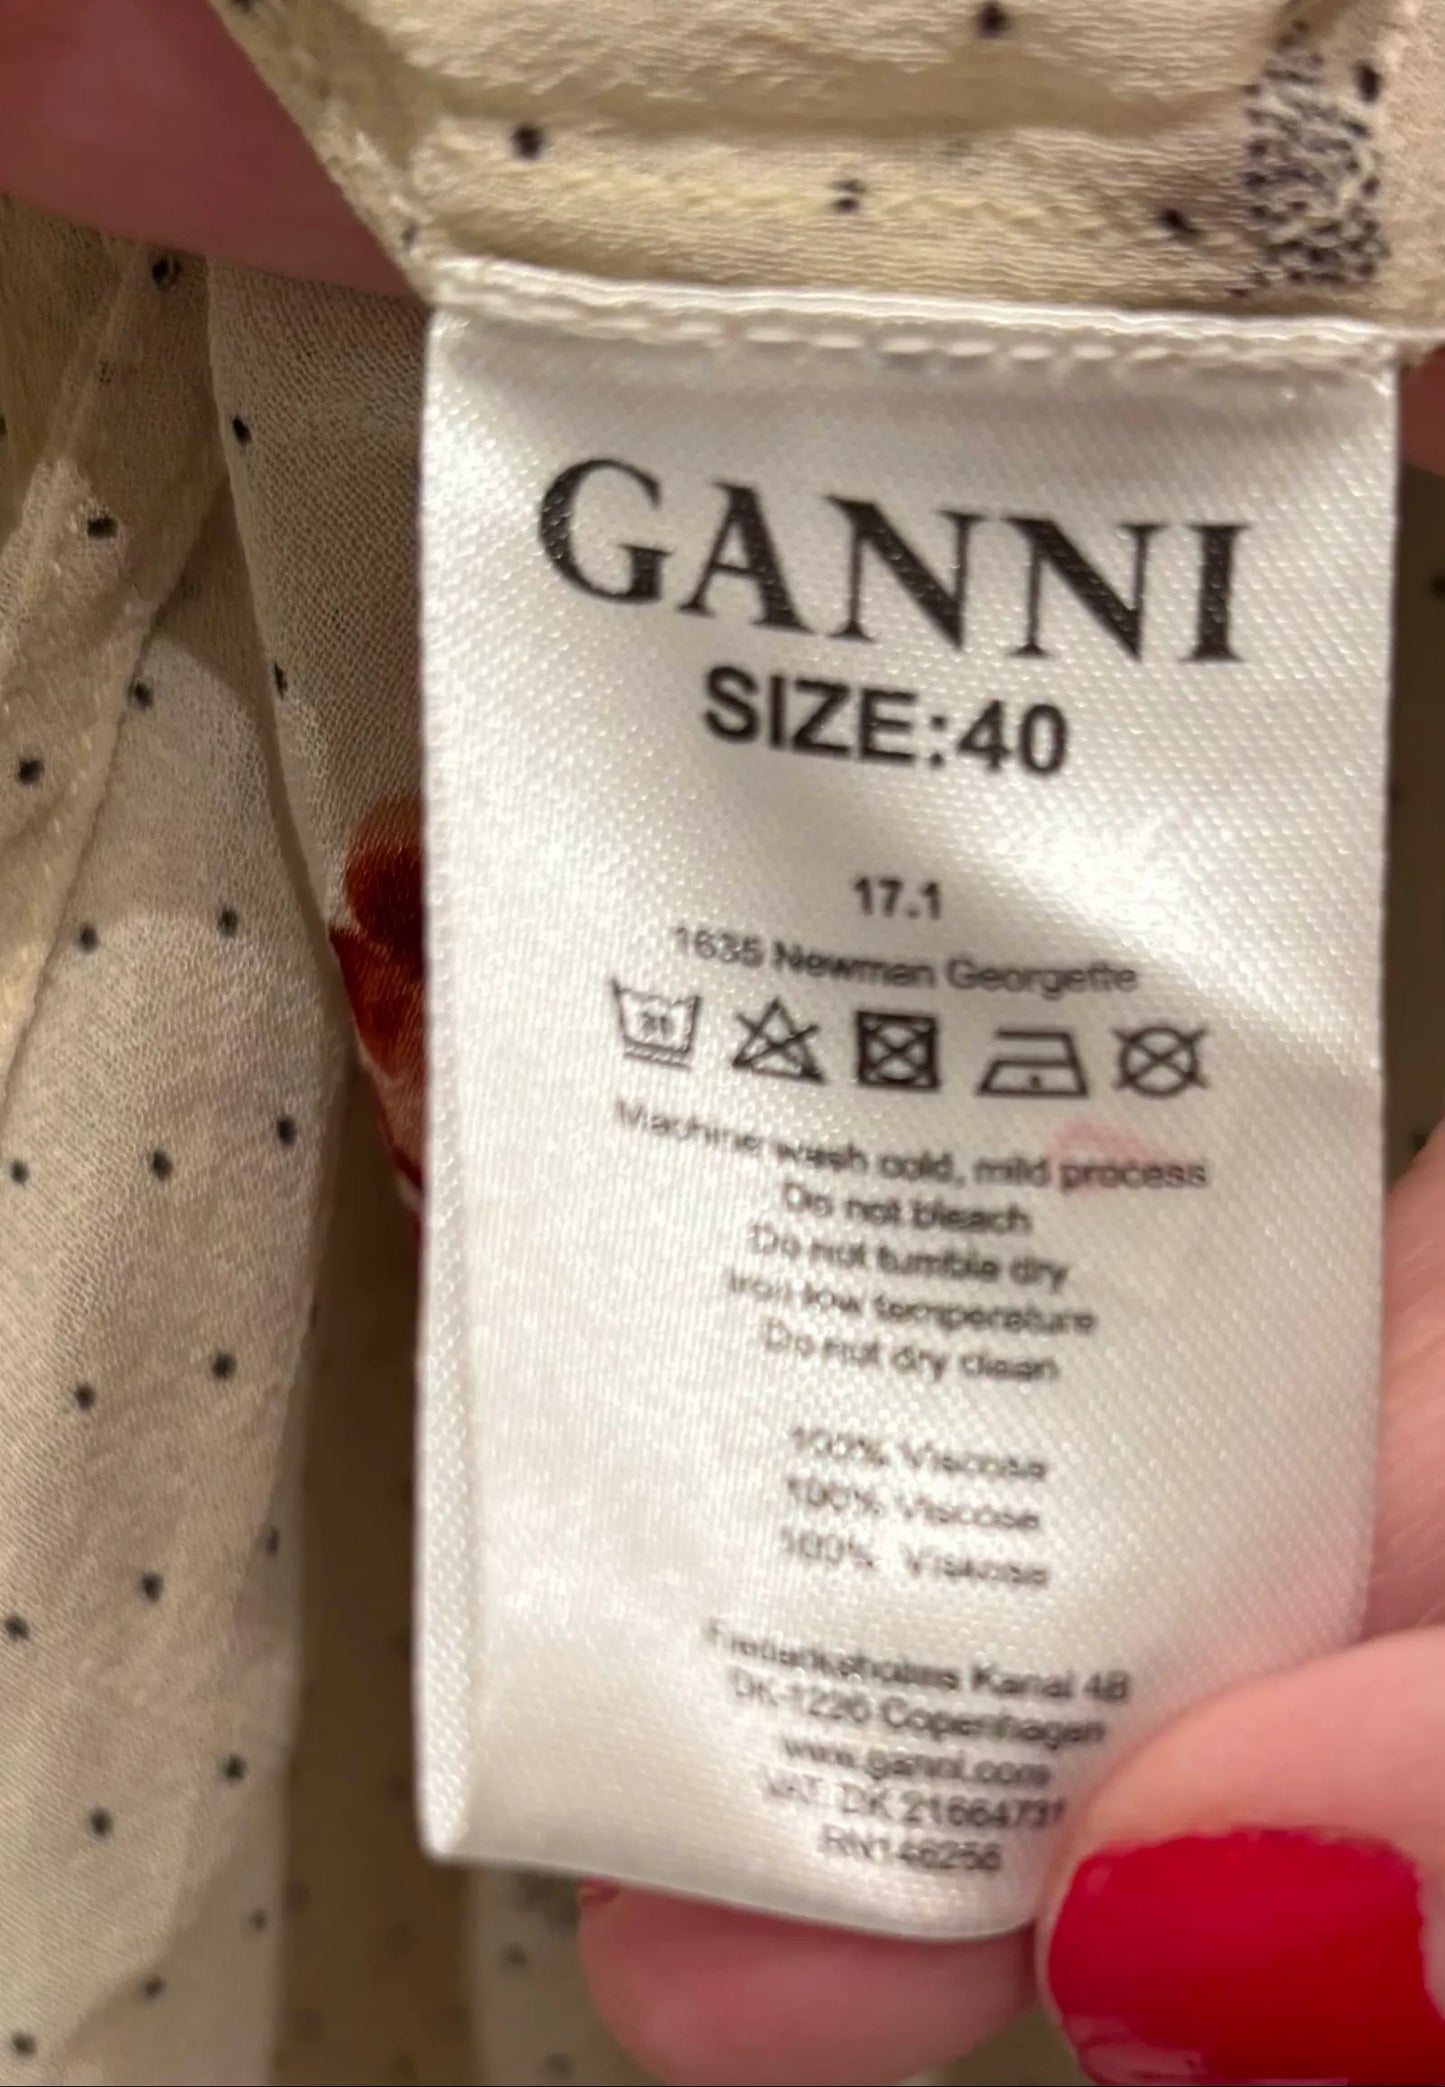 GANNI
SIZE:40
17.1
1635 Newman Georgette
30
Machine wash cold, mild process
Do not bleach
Do not tumble dry
Iron low temperature
Do not dry clean
100% Viscose
100% Viscose
100% Viskose
Frederiksholms Kanal 4B
DK-1220 Copenhagen
www.ganni.com
VAT: DK 21664731
RN146256